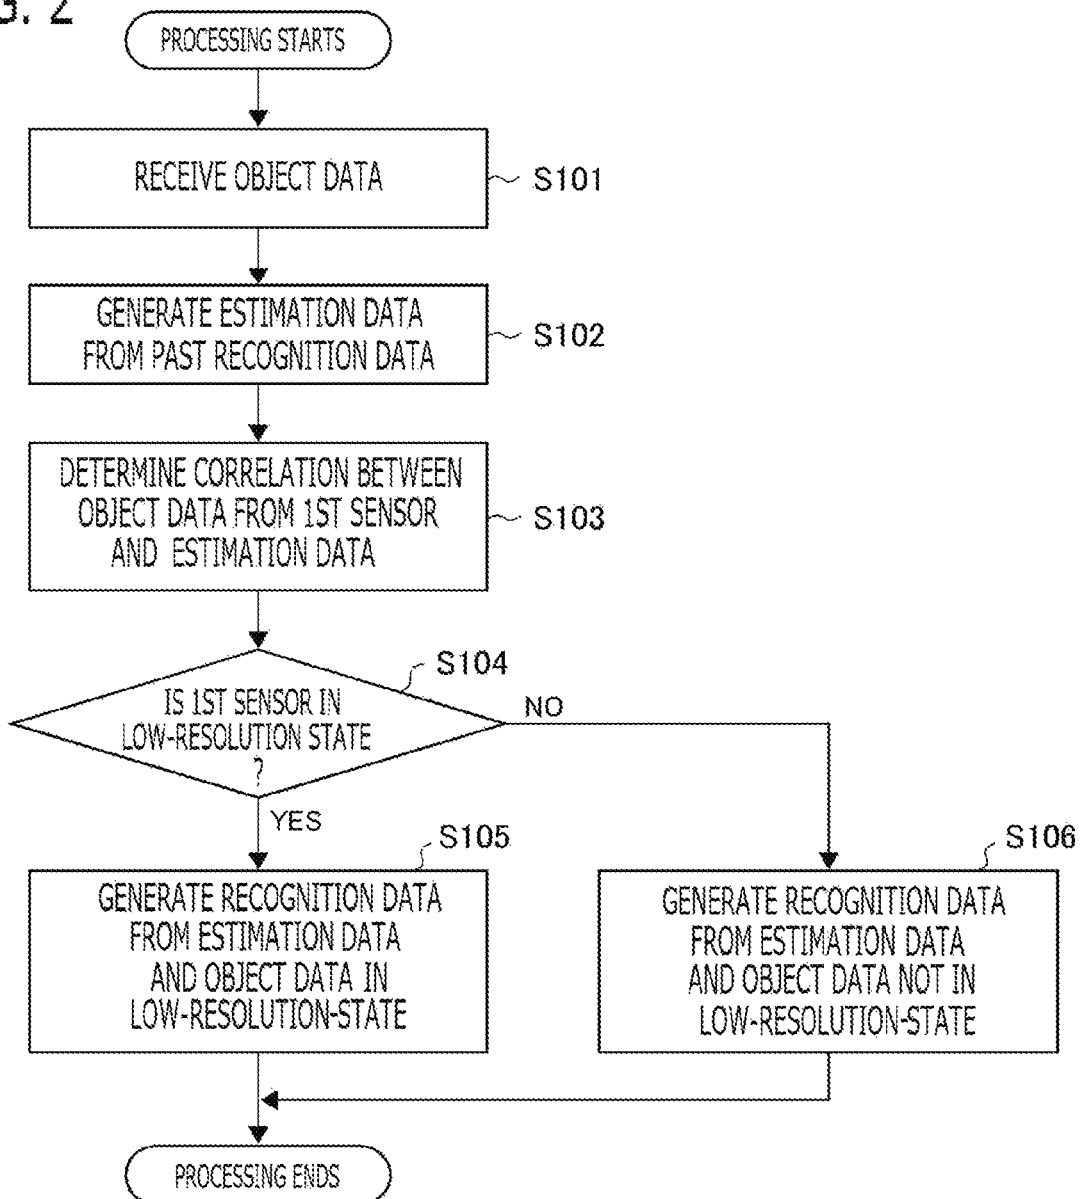 G. 2
PROCESSING STARTS
RECEIVE OBJECT DATA
S101
GENERATE ESTIMATION DATA
FROM PAST RECOGNITION DATA
S102
DETERMINE CORRELATION BETWEEN
OBJECT DATA FROM 1ST SENSOR
AND ESTIMATION DATA
S103
S104
IS 1ST SENSOR IN
LOW-RESOLUTION STATE
?
NO
YES
S105
GENERATE RECOGNITION DATA
FROM ESTIMATION DATA
AND OBJECT DATA IN
LOW-RESOLUTION-STATE
S106
GENERATE RECOGNITION DATA
FROM ESTIMATION DATA
AND OBJECT DATA NOT IN
LOW-RESOLUTION-STATE
PROCESSING ENDS